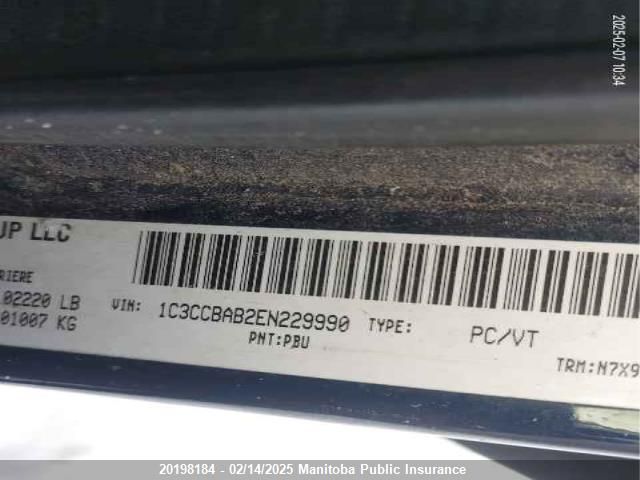 2025-02-07 10:34
UP LLC
RIERE
02220 LB
01007 KG
VIN: 1C3CCBAB2EN229990 TYPE: PC/VT
PNT:PBU
TRM:N7X9
20198184 - 02/14/2025 Manitoba Public Insurance